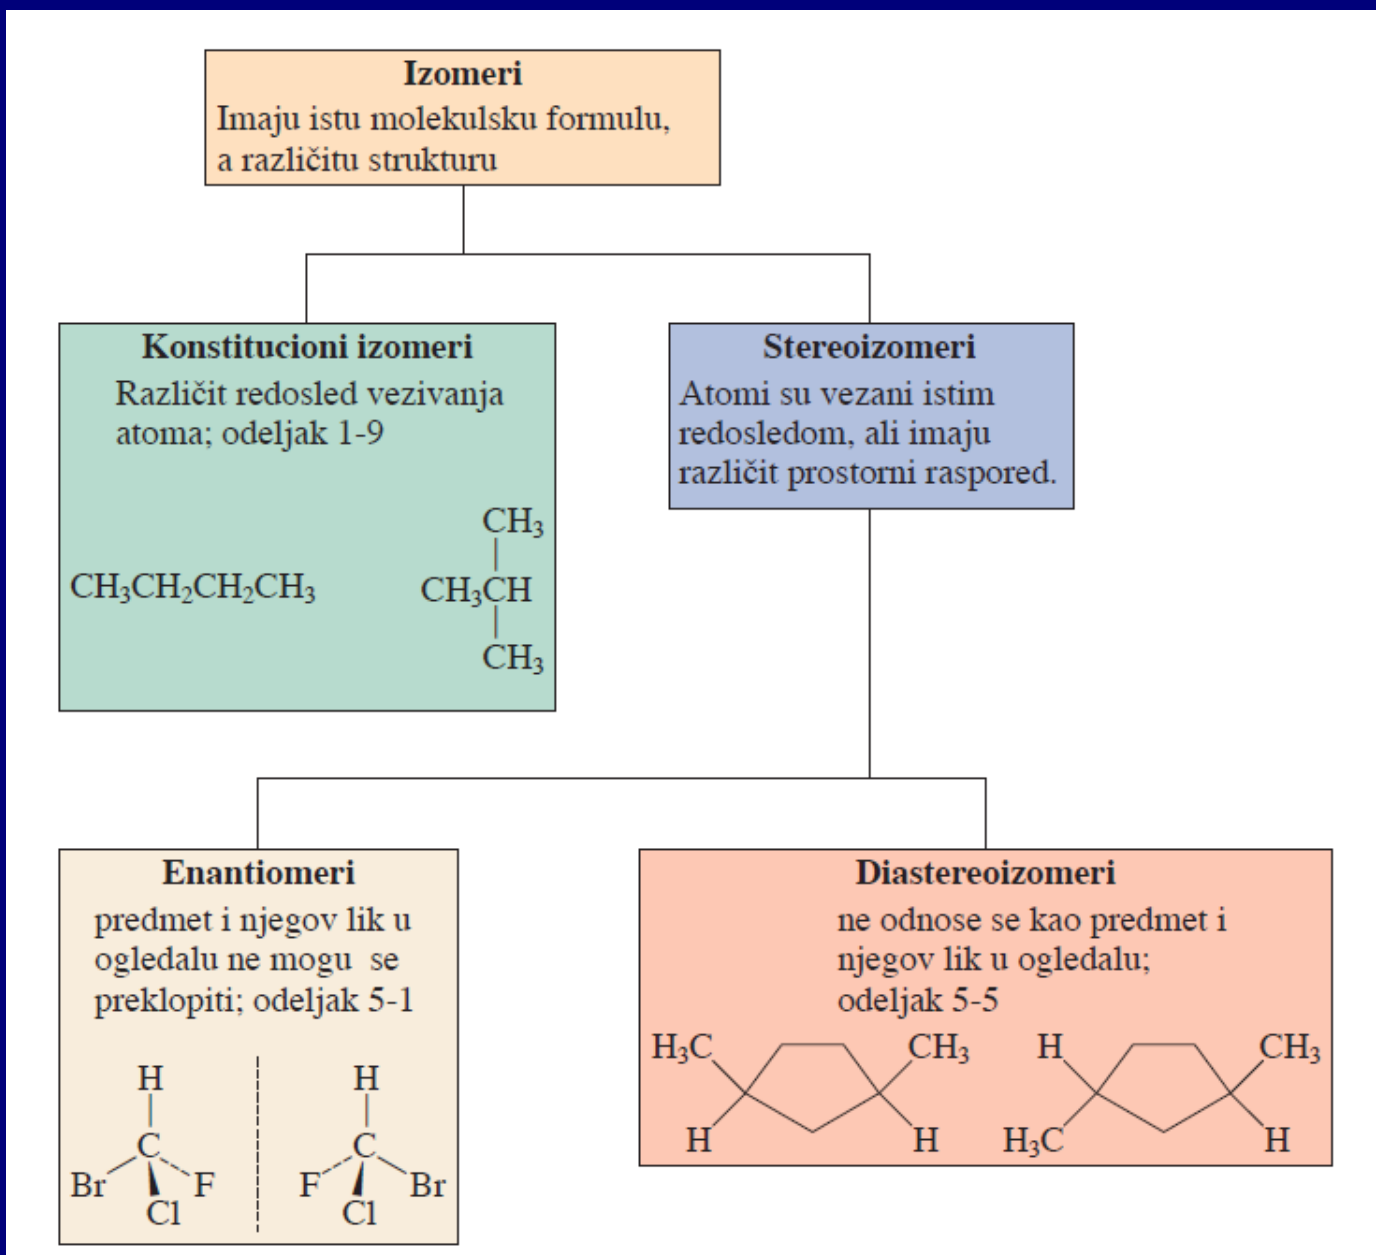 Izomeri
Imaju istu molekulsku formulu,
a različitu strukturu
Konstitucioni izomeri
Različit redosled vezivanja
atoma; odeljak 1-9
CH₃
CH₃CH₂CH₂CH₃ CH₃CH
CH₃
Stereoizomeri
Atomi su vezani istim
redosledom, ali imaju
različit prostorni raspored.
Enantiomeri
predmet i njegov lik u
ogledalu ne mogu se
preklopiti; odeljak 5-1
H H
C C
Br F F Br
Cl Cl
Diastereoizomeri
ne odnose se kao predmet i
njegov lik u ogledalu;
odeljak 5-5
H₃C CH₃ H CH₃
H H H₃C H